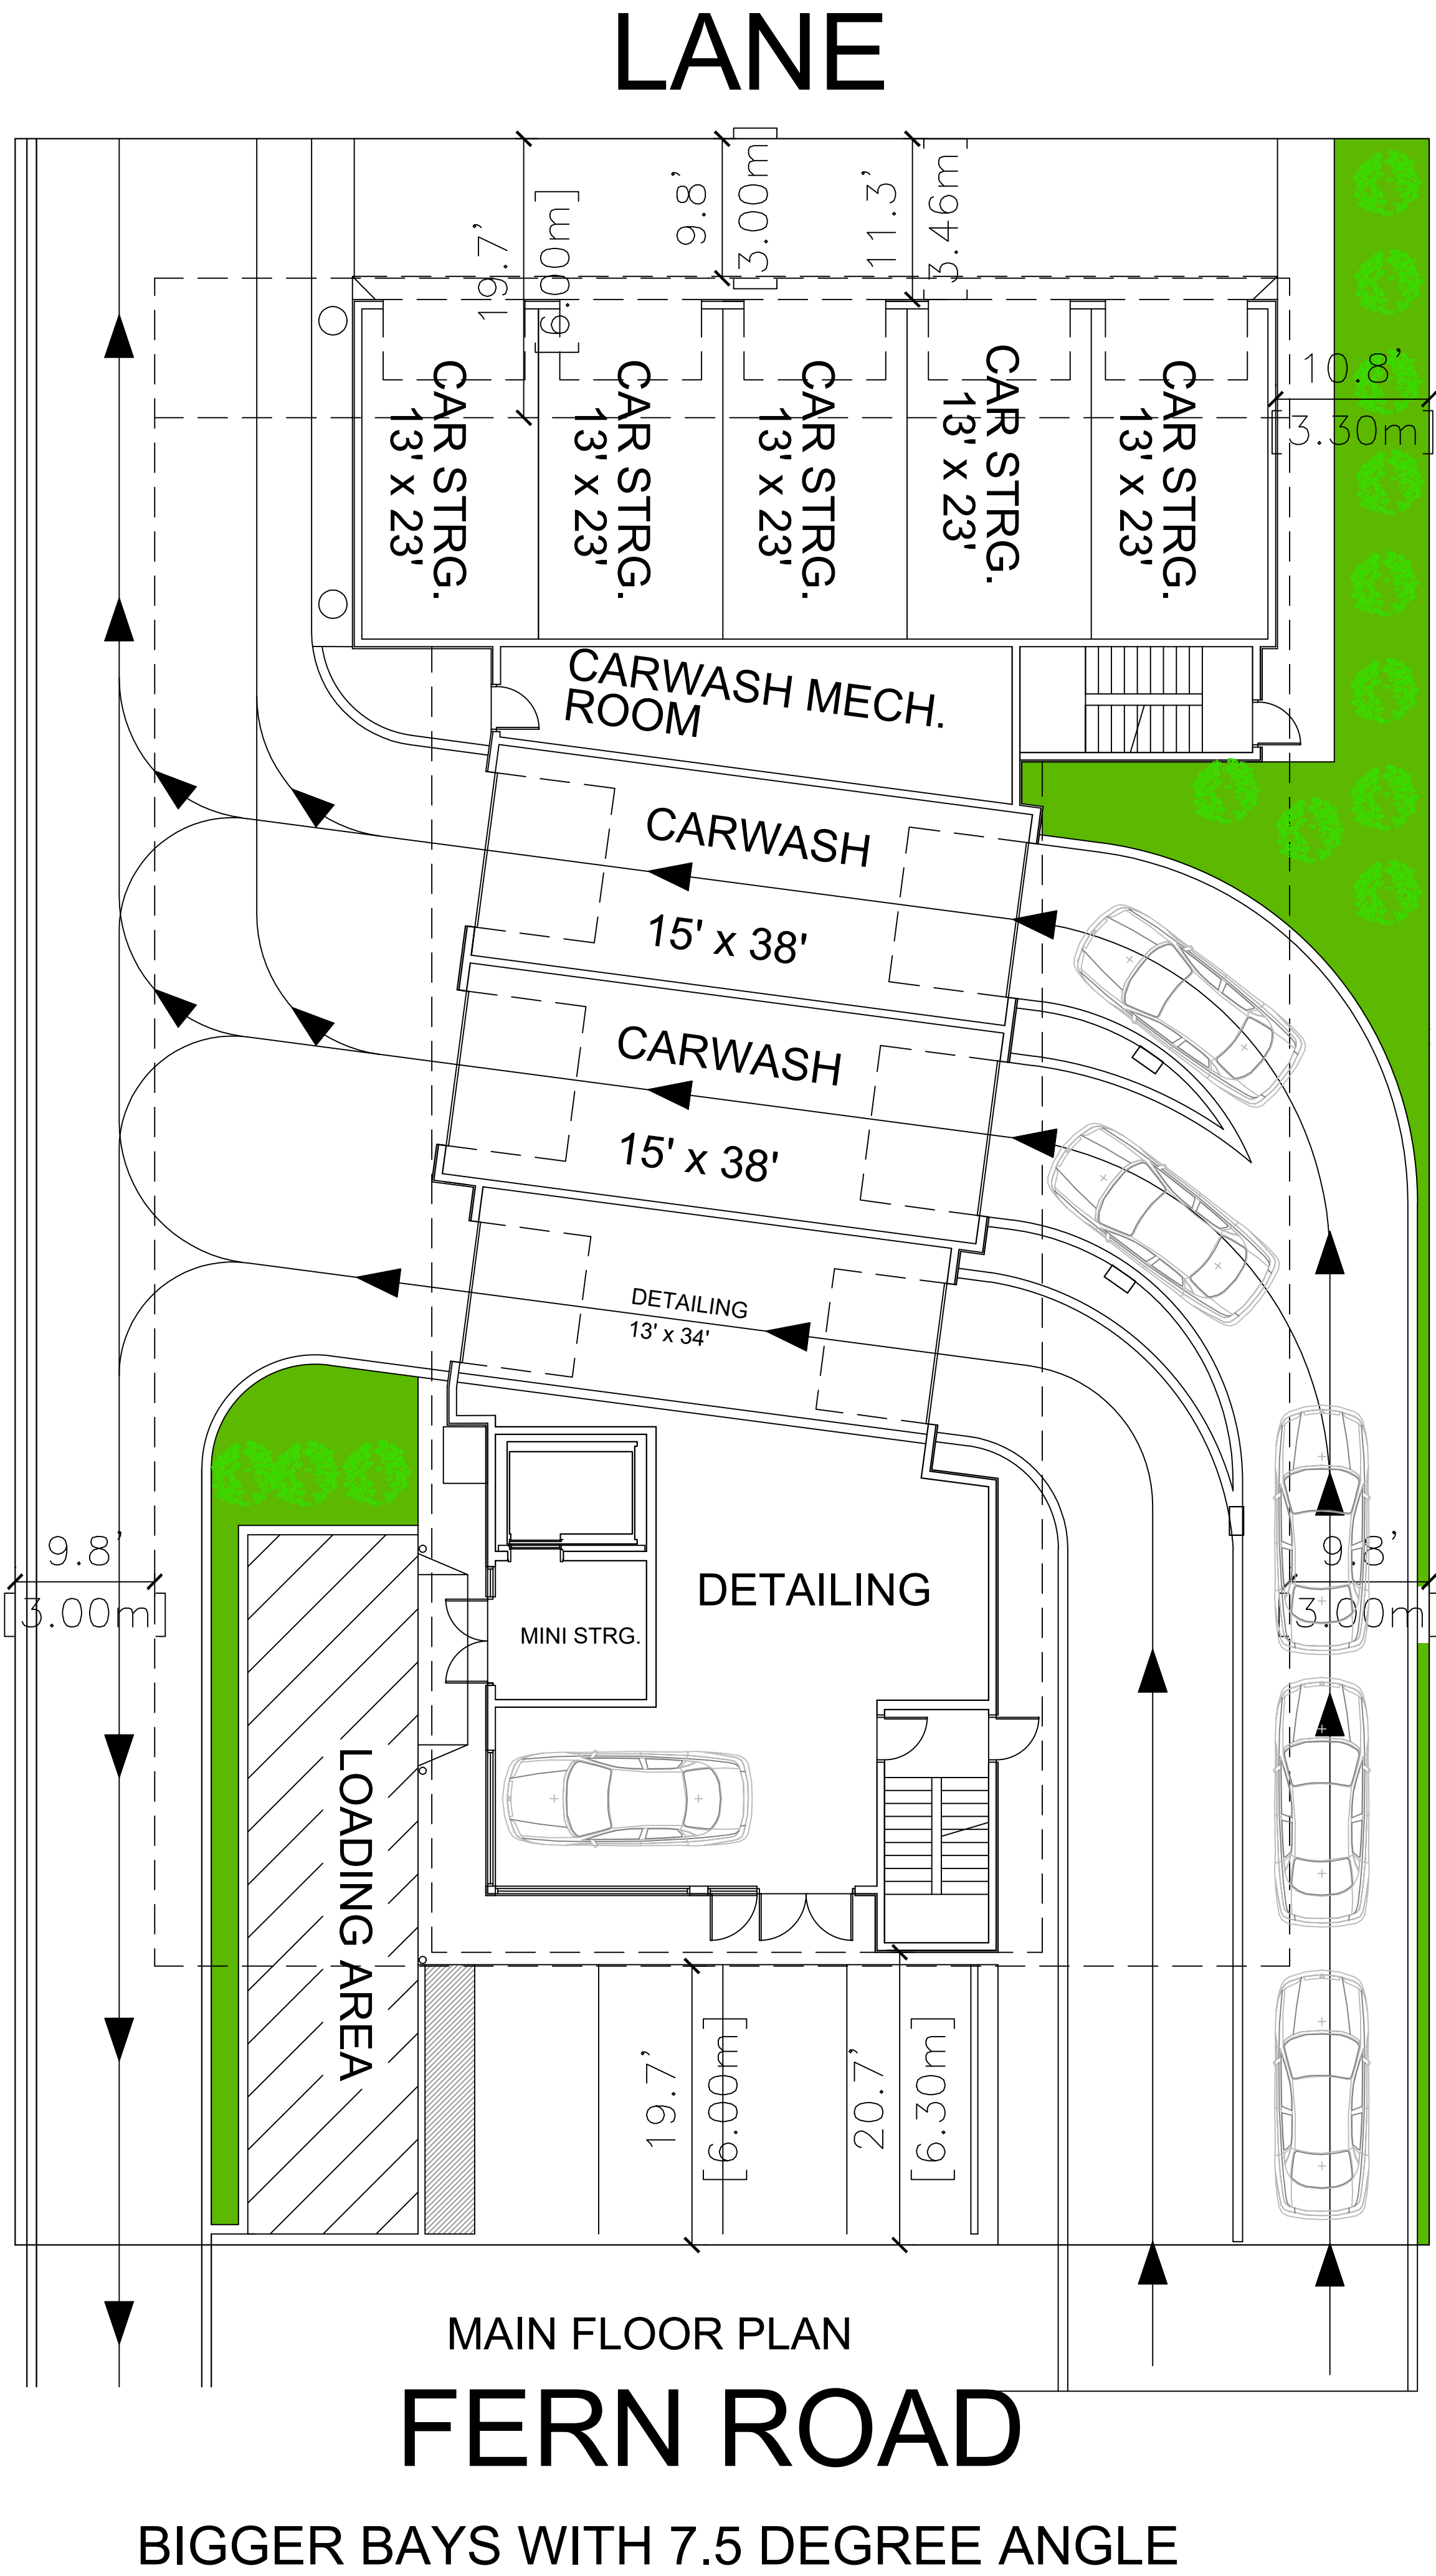 LANE
19.7'
[6.00m]
9.8'
[3.00m]
11.3'
[3.46m]
10.8'
[3.30m]
CAR STRG.
13' x 23'
CAR STRG.
13' x 23'
CAR STRG.
13' x 23'
CAR STRG.
13' x 23'
CAR STRG.
13' x 23'
CARWASH MECH.
ROOM
CARWASH
15' x 38'
CARWASH
15' x 38'
DETAILING
13' x 34'
9.8'
[3.00m]
DETAILING
MINI STRG.
9.8'
[3.00m]
LOADING AREA
19.7'
[6.00m]
20.7'
[6.30m]
MAIN FLOOR PLAN
FERN ROAD
BIGGER BAYS WITH 7.5 DEGREE ANGLE